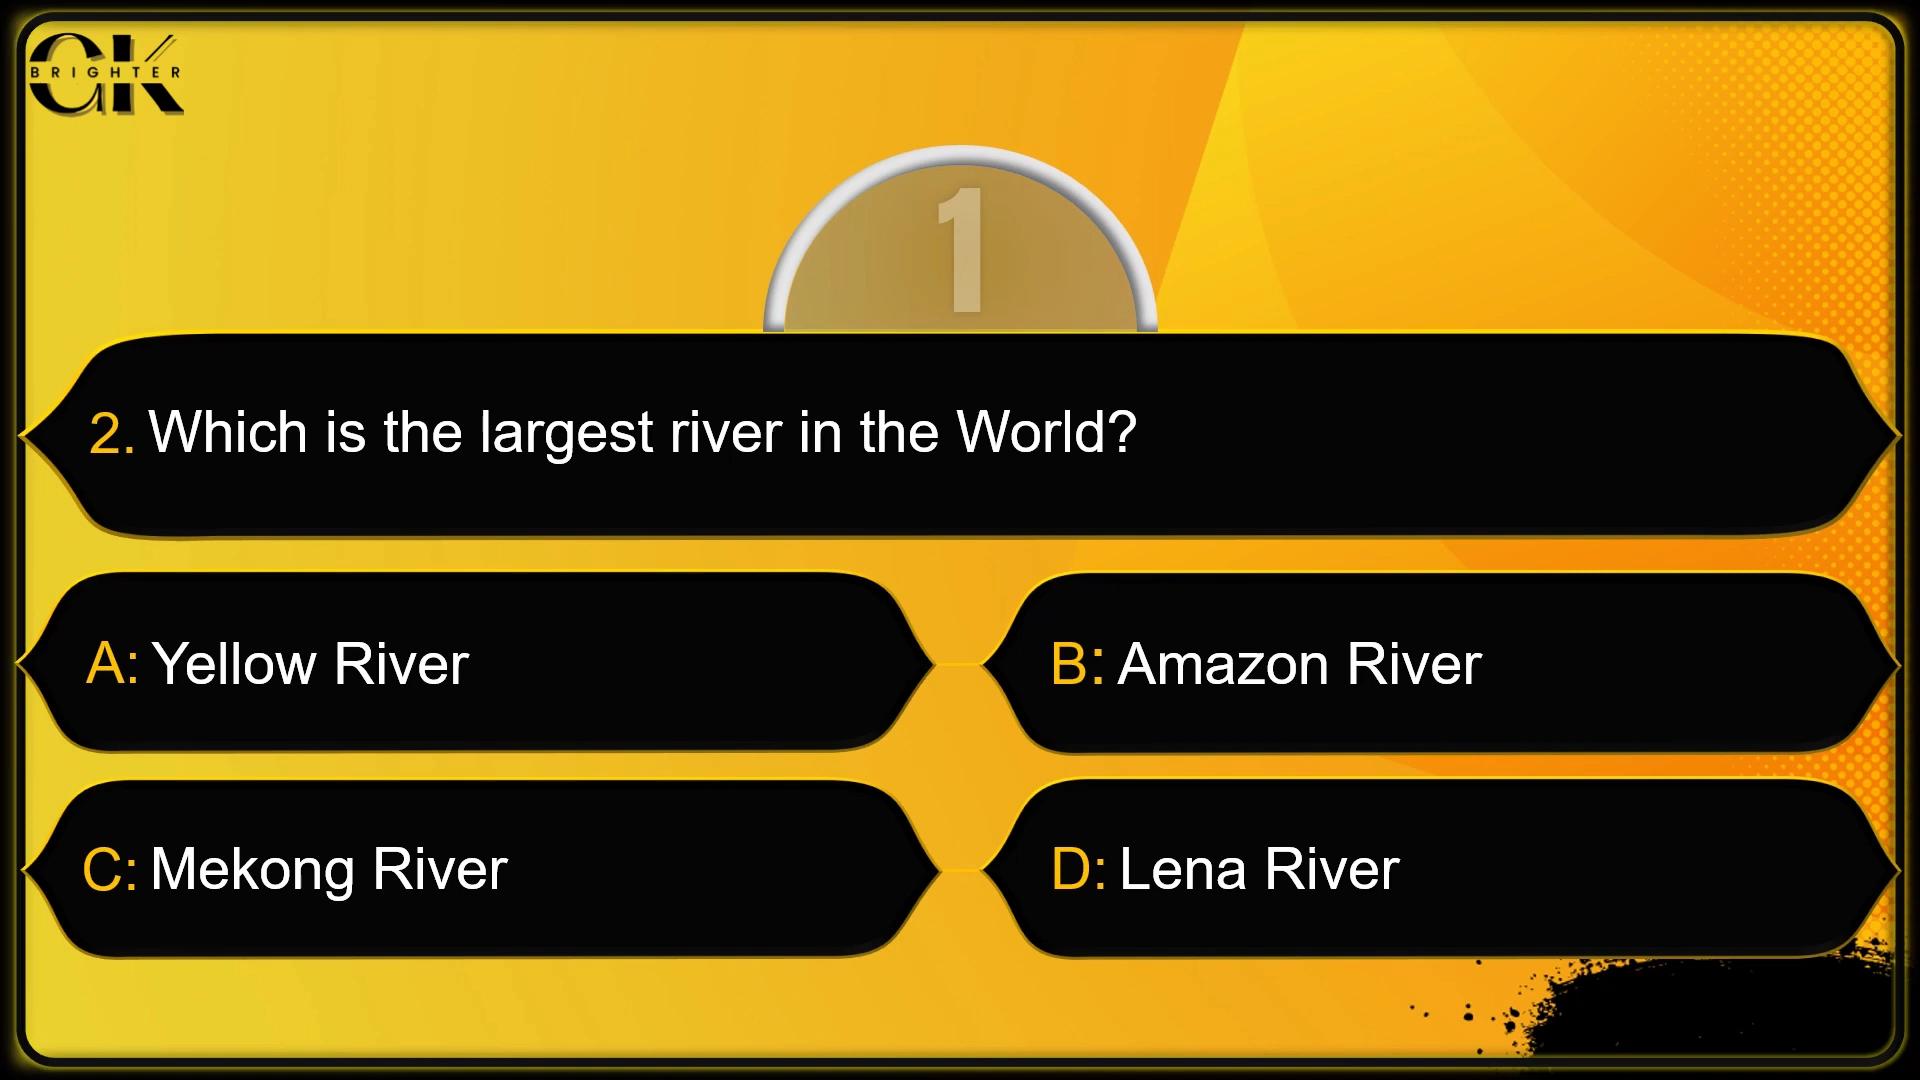 GK
BRIGHTER
1
2. Which is the largest river in the World?
A: Yellow River
B: Amazon River
C: Mekong River
D: Lena River